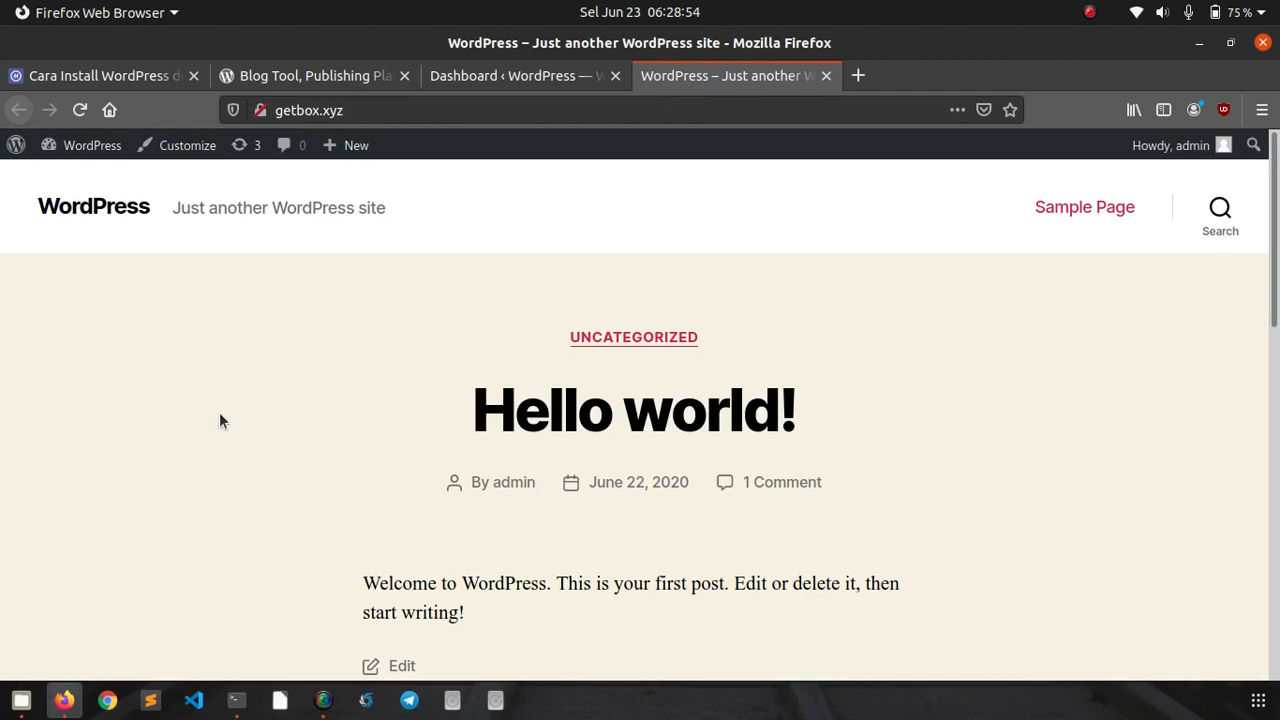 Firefox Web Browser
Sel Jun 23 06:28:54
75 %
WordPress – Just another WordPress site - Mozilla Firefox
Cara Install WordPress d
Blog Tool, Publishing Pla
Dashboard ‹ WordPress — W
WordPress – Just another W
getbox.xyz
WordPress
Customize
3
0
New
Howdy, admin
WordPress
Just another WordPress site
Sample Page
Search
UNCATEGORIZED
Hello world!
By admin
June 22, 2020
1 Comment
Welcome to WordPress. This is your first post. Edit or delete it, then
start writing!
Edit